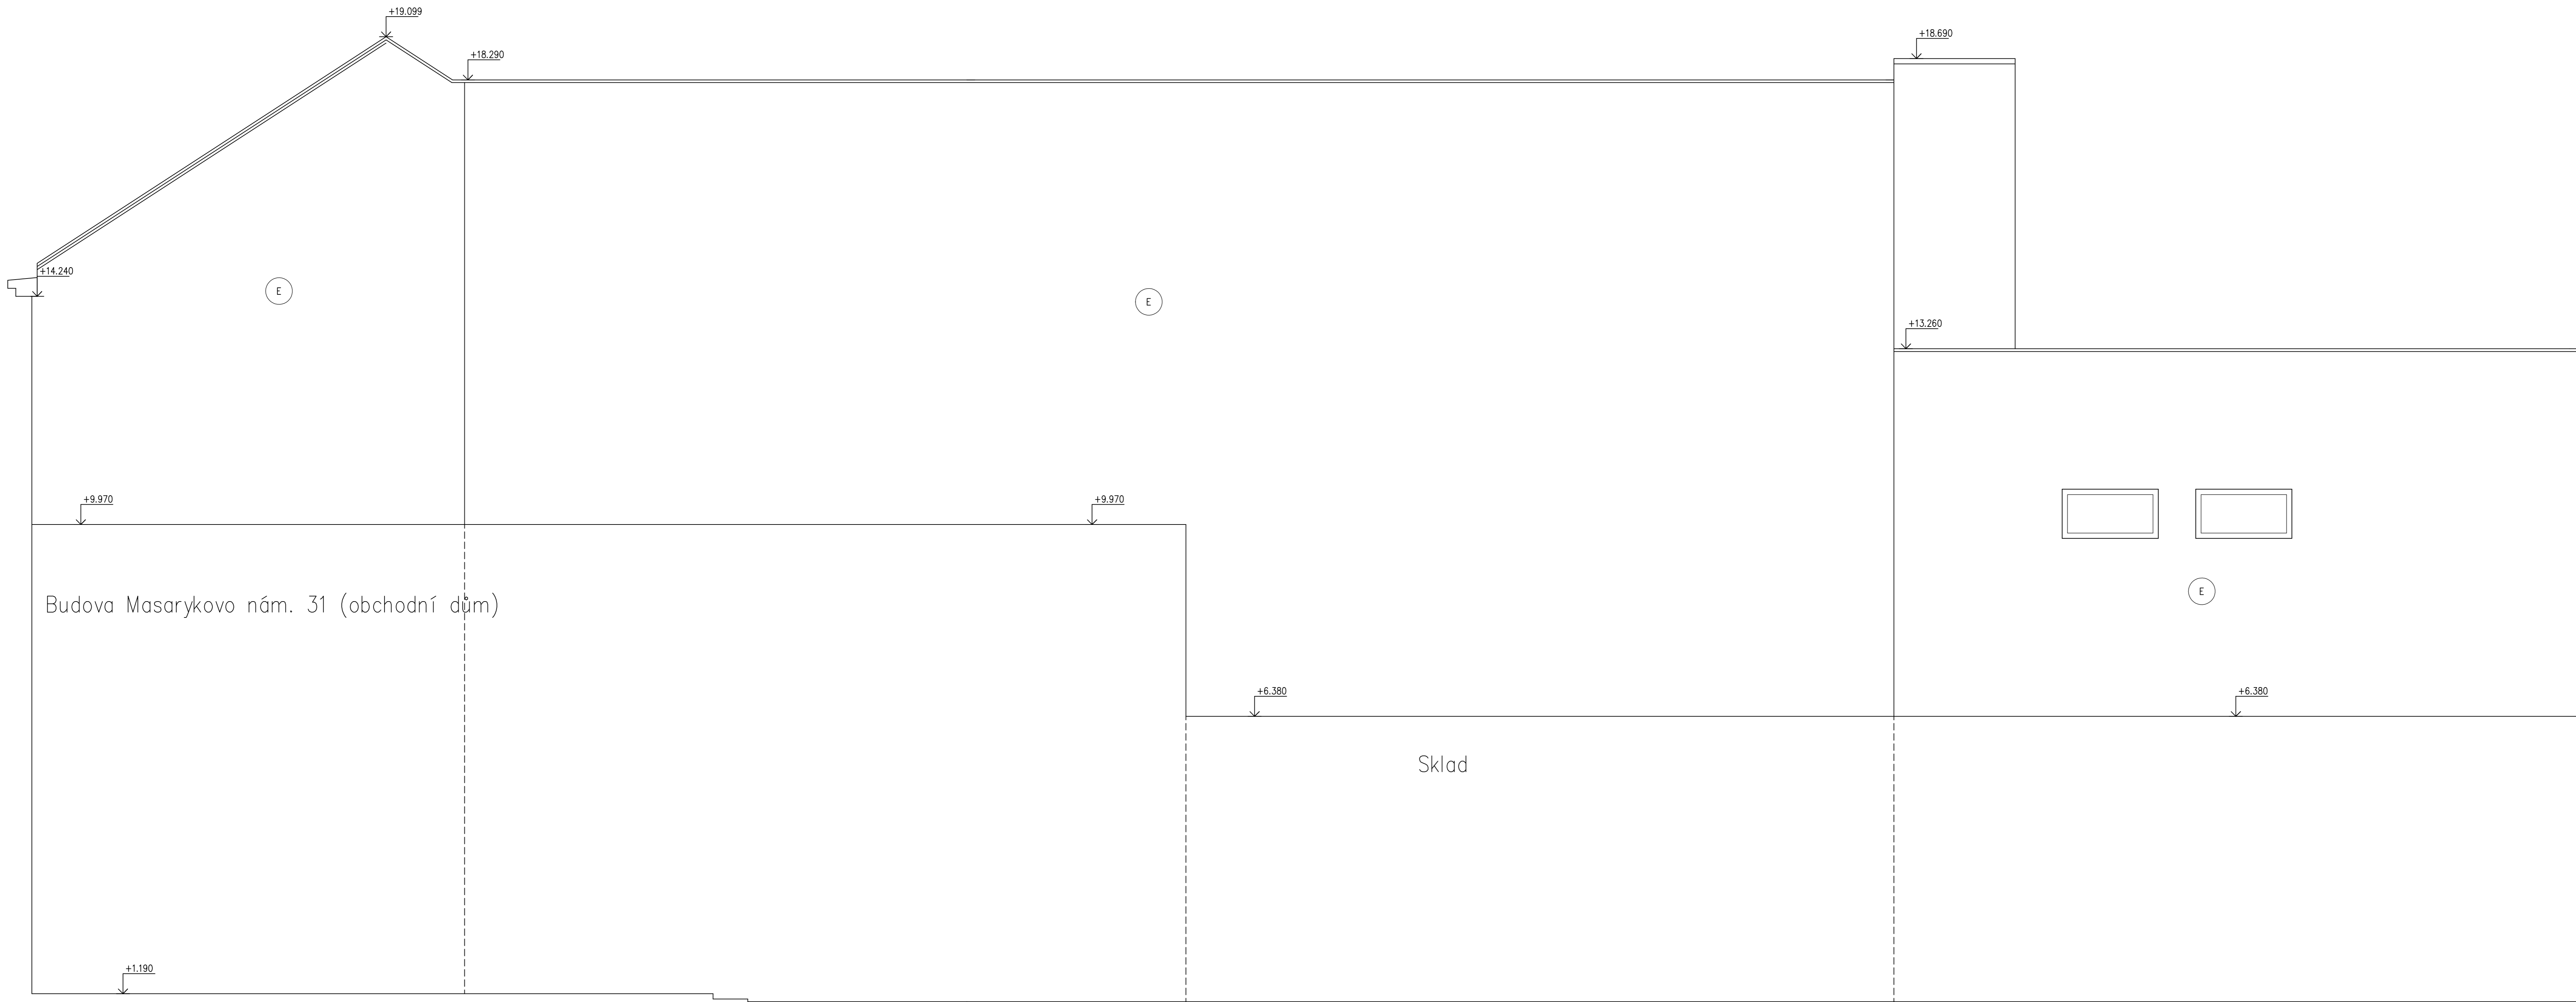 +19.099
+18.690
+18.290
+14.240
E
E
+13.260
+9.970
+9.970
E
Budova Masarykovo nám. 31 (obchodní dům)
+6.380
+6.380
Sklad
+1.190